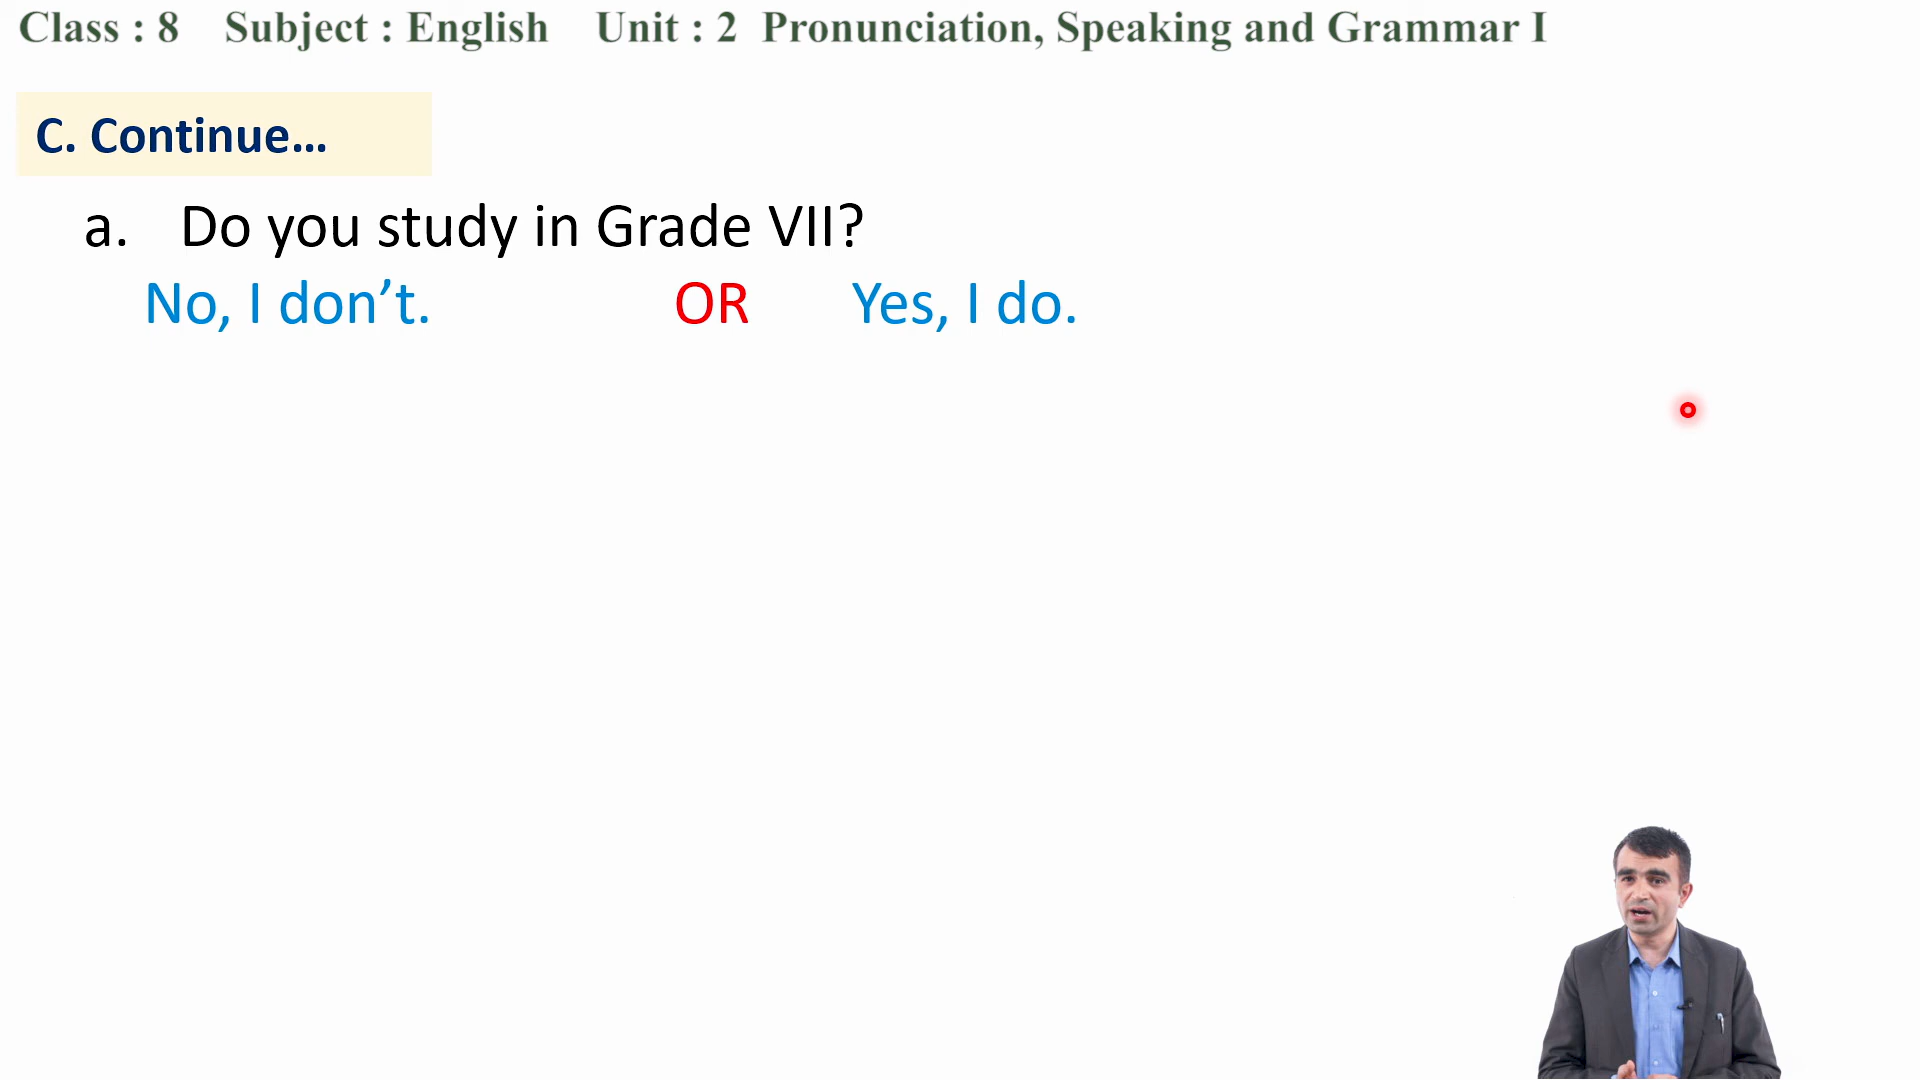 Class : 8 Subject : English Unit : 2 Pronunciation, Speaking and Grammar I
C. Continue...
a. Do you study in Grade VII?
No, I don’t. OR Yes, I do.